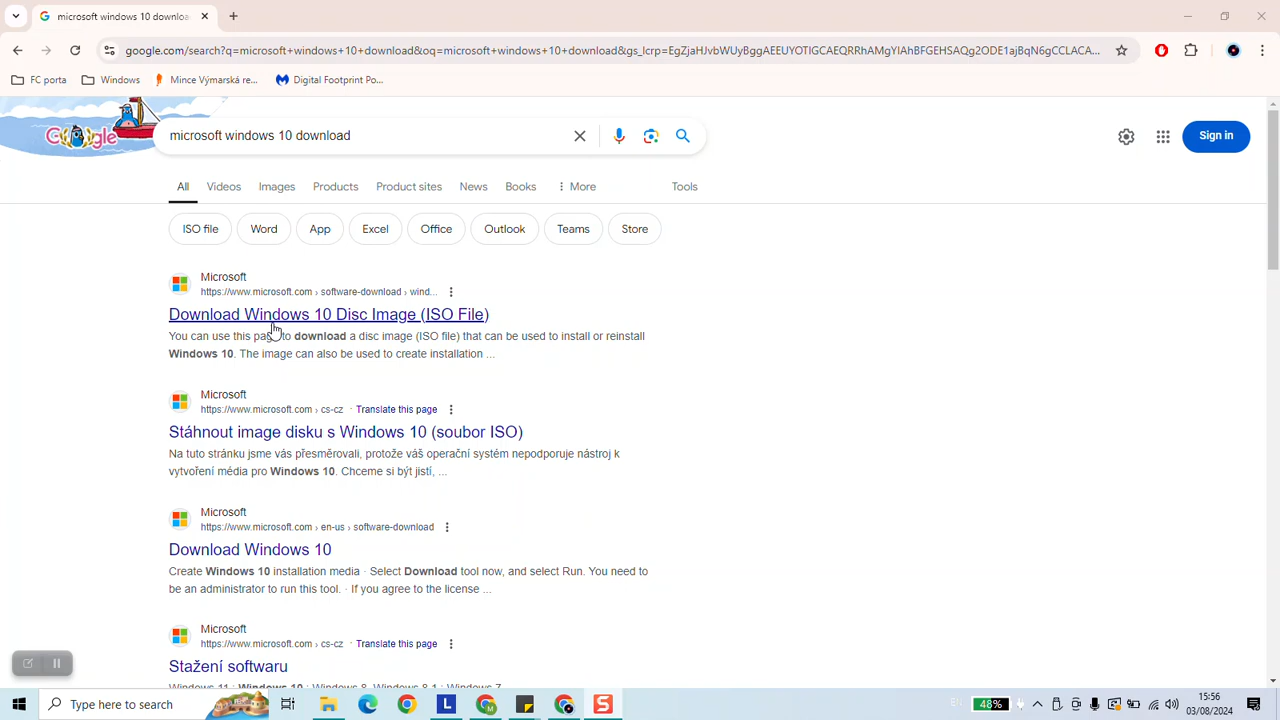 microsoft windows 10 downloa
google.com/search?q=microsoft+windows+10+download&oq=microsoft+windows+10+download&gs_lcrp=EgZjaHJvbWUyBggAEEUYOTIGCAEQRRhAMgYIAhBFGEHSAQg2ODE1ajBqN6gCCLACA...
FC porta
Windows
Mince Výmarská re...
Digital Footprint Po...
Google
microsoft windows 10 download
Sign in
All
Videos
Images
Products
Product sites
News
Books
More
Tools
ISO file
Word
App
Excel
Office
Outlook
Teams
Store
Microsoft
https://www.microsoft.com › software-download › wind...
Download Windows 10 Disc Image (ISO File)
You can use this page to download a disc image (ISO file) that can be used to install or reinstall
Windows 10. The image can also be used to create installation ...
Microsoft
https://www.microsoft.com › cs-cz · Translate this page
Stáhnout image disku s Windows 10 (soubor ISO)
Na tuto stránku jsme vás přesměrovali, protože váš operační systém nepodporuje nástroj k
vytvoření média pro Windows 10. Chceme si být jistí, ...
Microsoft
https://www.microsoft.com › en-us › software-download
Download Windows 10
Create Windows 10 installation media · Select Download tool now, and select Run. You need to
be an administrator to run this tool. · If you agree to the license ...
Microsoft
https://www.microsoft.com › cs-cz · Translate this page
Stažení softwaru
Windows 11 · Windows 10 · Windows 8, Windows 8.1 · Windows 7
Type here to search
48%
15:56
03/08/2024